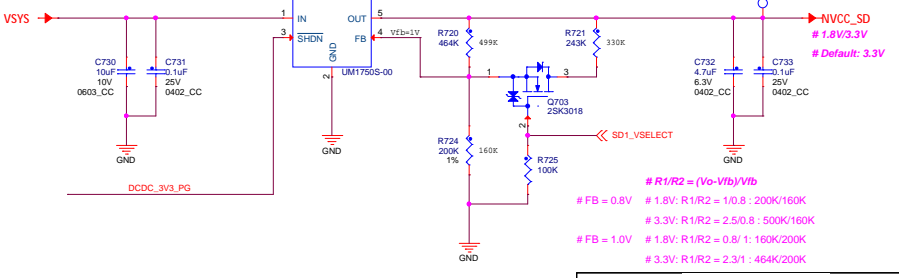 VSYS
1
IN
OUT
5
3
SHDN
FB
4
Vfb=1V
GND
2
UM1750S-00
GND
C730
10uF
10V
0603_CC
C731
0.1uF
25V
0402_CC
GND
DCDC_3V3_PG
R720
464K
499K
R721
243K
330K
1
3
Q703
2SK3018
2
SD1_VSELECT
R724
200K
1%
160K
R725
100K
GND
NVCC_SD
# 1.8V/3.3V
# Default: 3.3V
C732
4.7uF
6.3V
0402_CC
C733
0.1uF
25V
0402_CC
GND
# R1/R2 = (Vo-Vfb)/Vfb
# FB = 0.8V # 1.8V: R1/R2 = 1/0.8 : 200K/160K
# 3.3V: R1/R2 = 2.5/0.8 : 500K/160K
# FB = 1.0V # 1.8V: R1/R2 = 0.8/ 1: 160K/200K
# 3.3V: R1/R2 = 2.3/1 : 464K/200K